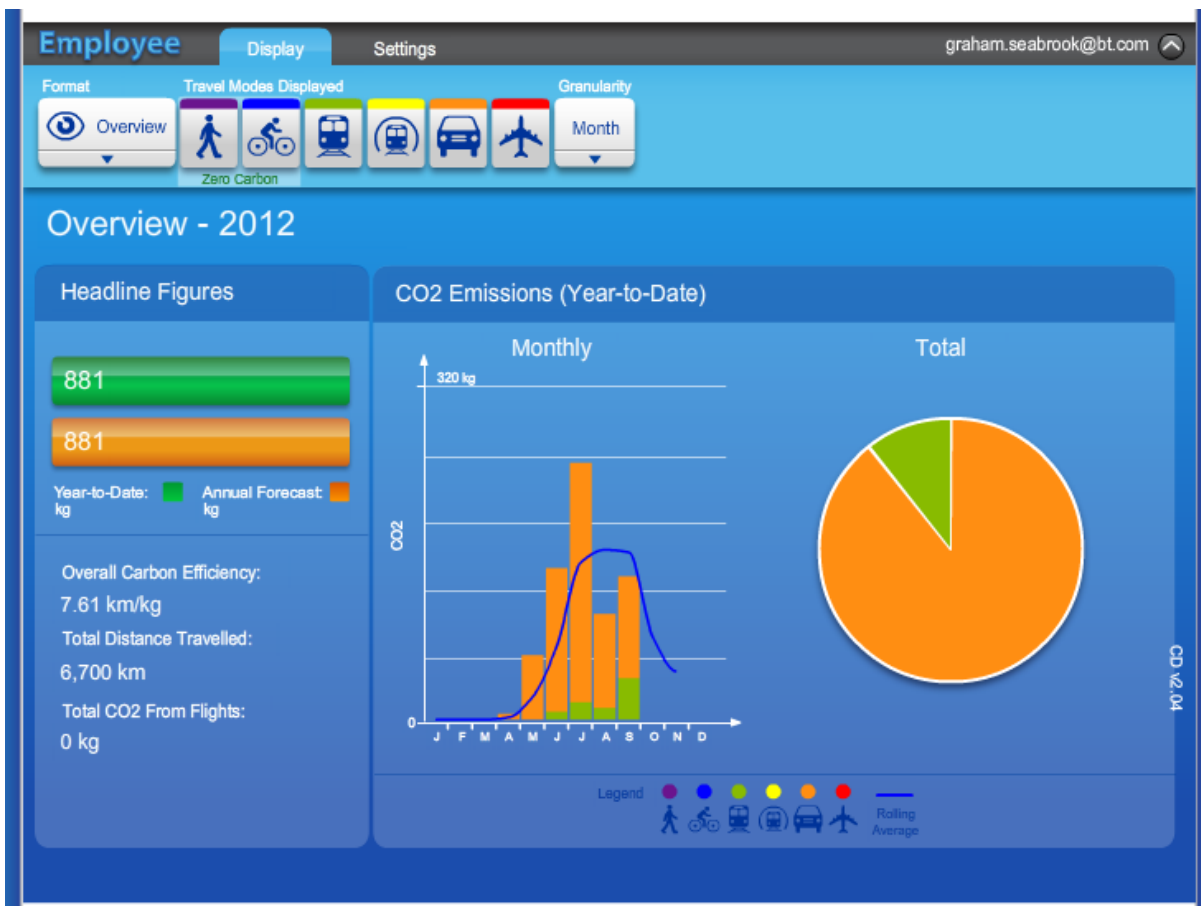 Employee Display Settings graham.seabrook@bt.com
Format Travel Modes Displayed Granularity
Overview Month
Zero Carbon
Overview - 2012
Headline Figures
881
881
Year-to-Date: Annual Forecast:
kg kg
Overall Carbon Efficiency:
7.61 km/kg
Total Distance Travelled:
6,700 km
Total CO2 From Flights:
0 kg
CO2 Emissions (Year-to-Date)
Monthly
320 kg
CO2
0
J F M A M J J A S O N D
Total
Legend
Rolling
Average
CD v2.04